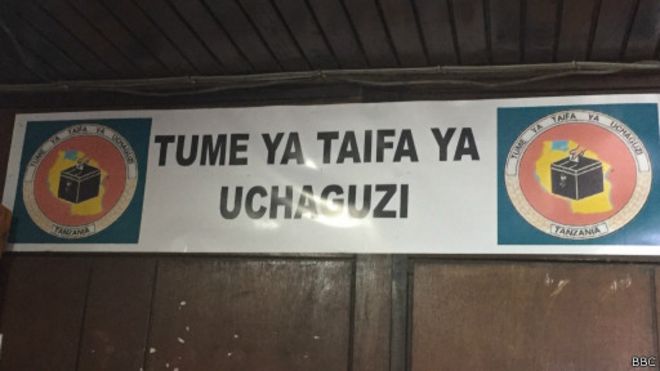 TUME YA TAIFA YA UCHAGUZI
TANZANIA
TUME YA TAIFA YA
UCHAGUZI
TUME YA TAIFA YA UCHAGUZI
TANZANIA
BBC